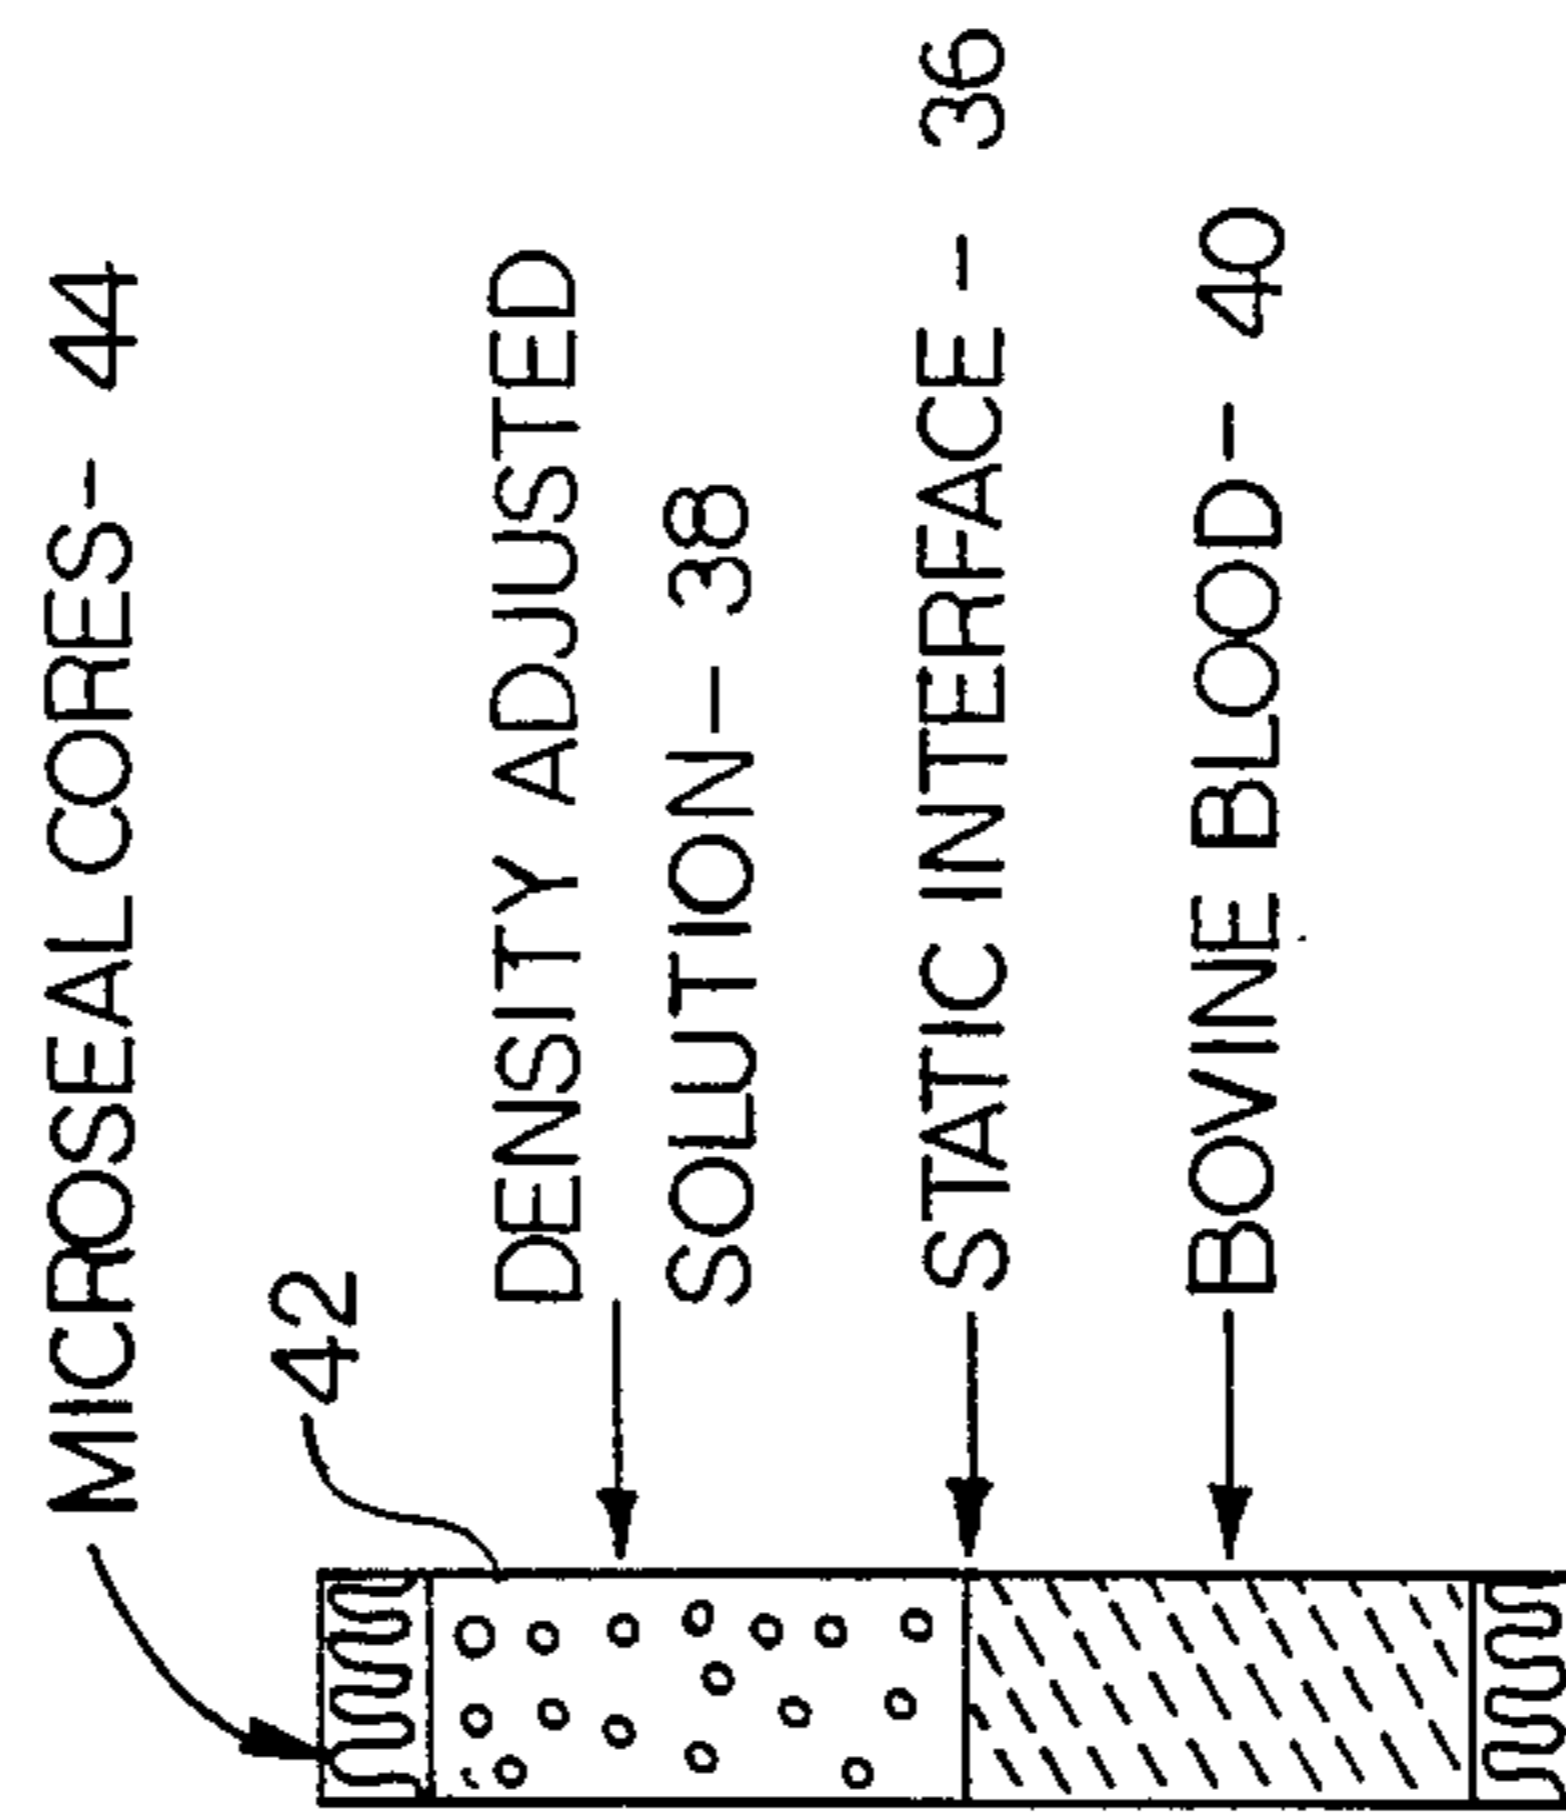 MICROSEAL CORES- 44
42
DENSITY ADJUSTED
SOLUTION- 38
STATIC INTERFACE - 36
BOVINE BLOOD- 40